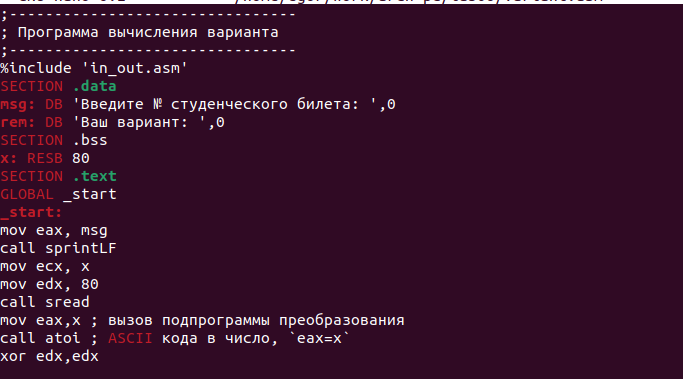 ;--------------------------------
; Программа вычисления варианта
;--------------------------------
%include 'in_out.asm'
SECTION .data
msg: DB 'Введите № студенческого билета: ',0
rem: DB 'Ваш вариант: ',0
SECTION .bss
x: RESB 80
SECTION .text
GLOBAL _start
_start:
mov eax, msg
call sprintLF
mov ecx, x
mov edx, 80
call sread
mov eax,x ; вызов подпрограммы преобразования
call atoi ; ASCII кода в число, `eax=x`
xor edx,edx